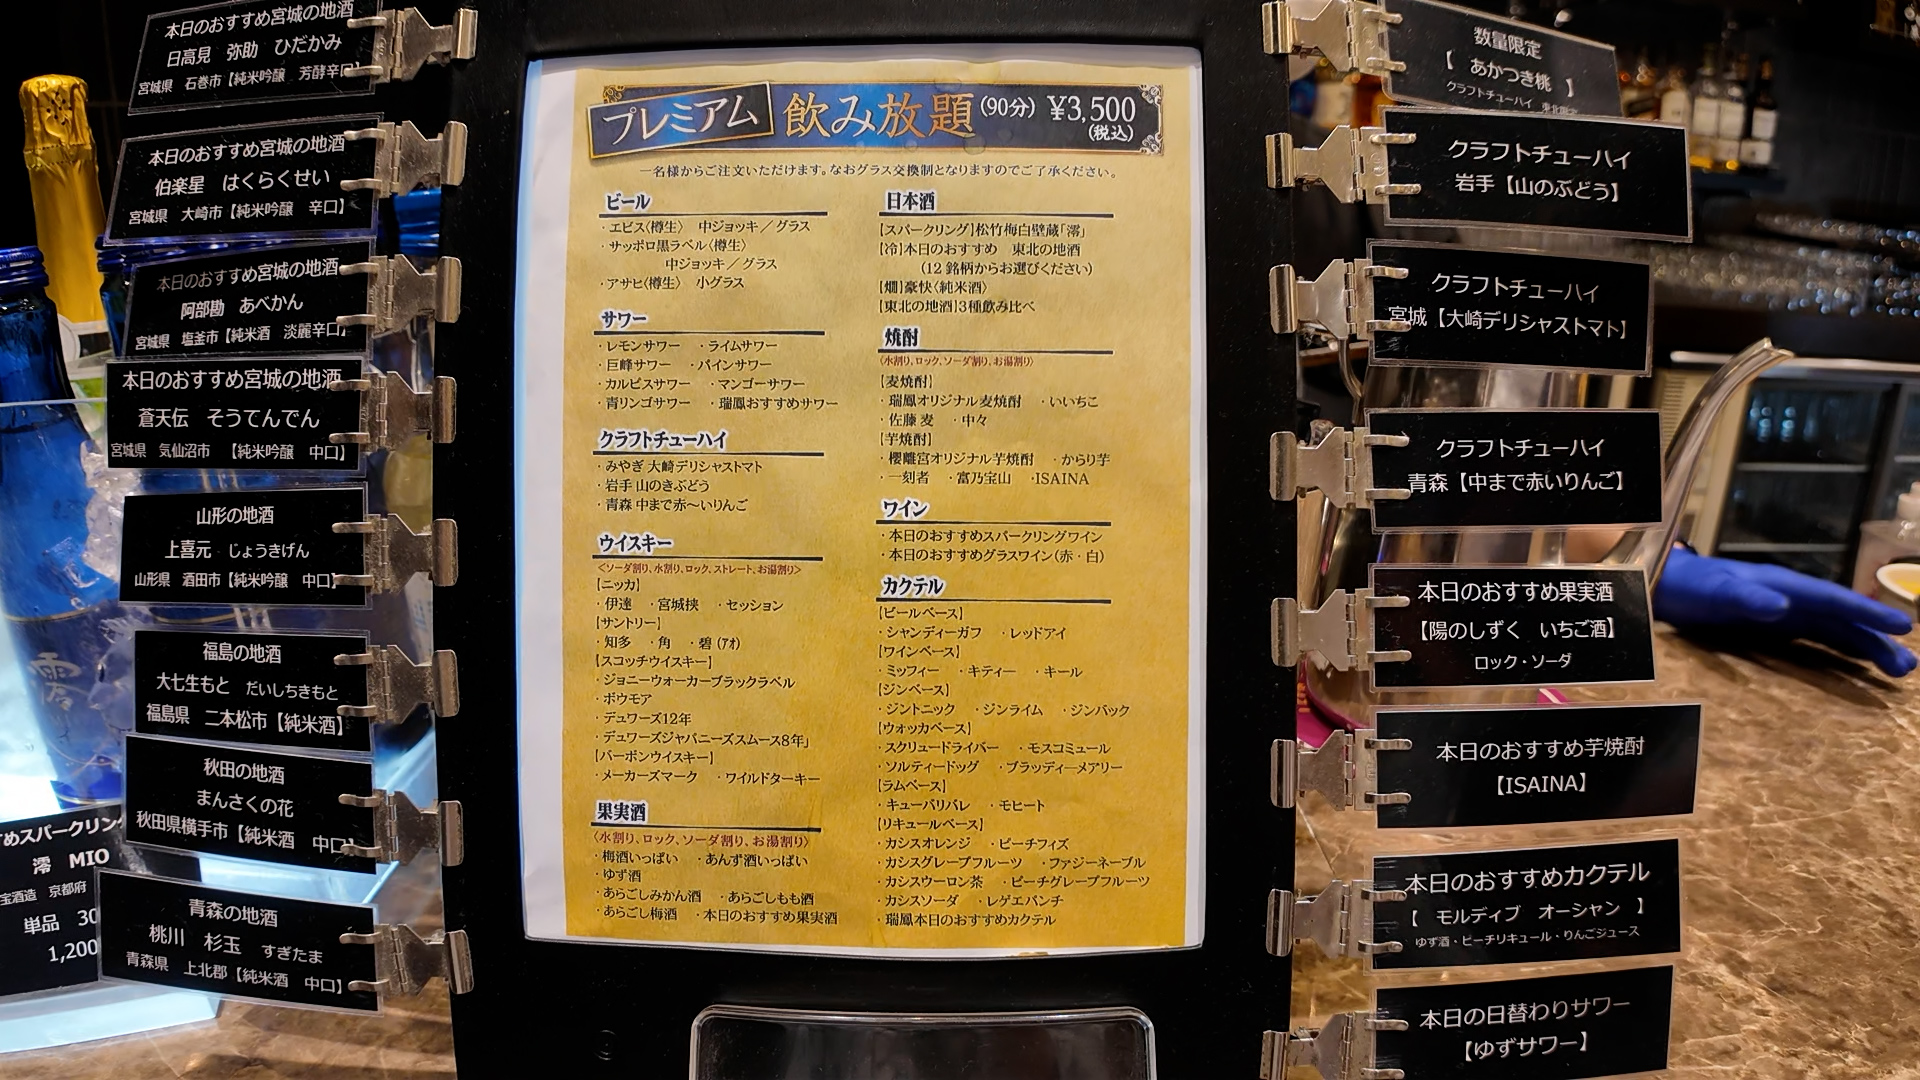 本日のおすすめ宮城の地酒
日高見 弥助 ひだかみ
宮城県 石巻市【純米吟醸 芳酵辛口】
本日のおすすめ宮城の地酒
伯楽星 はくらくせい
宮城県 大崎市【純米吟醸 辛口】
本日のおすすめ宮城の地酒
阿部勘 あべかん
宮城県 塩釜市【純米酒 淡麗辛口】
本日のおすすめ宮城の地酒
蒼天伝 そうてんでん
宮城県 気仙沼市 【純米吟醸 中口】
山形の地酒
上喜元 じょうきげん
山形県 酒田市【純米吟醸 中口】
福島の地酒
大七生もと だいしちきもと
福島県 二本松市【純米酒】
秋田の地酒
まんさくの花
秋田県横手市【純米酒 中口】
青森の地酒
桃川 杉玉 すぎたま
青森県 上北郡【純米酒 中口】
すめスパークリング
澪 MIO
宝酒造 京都府
単品 30
1,200
プレミアム 飲み放題(90分) ¥3,500
(税込)
一名様からご注文いただけます。なおグラス交換制となりますのでご了承ください。
ビール
・エビス〈樽生〉 中ジョッキ／グラス
・サッポロ黒ラベル〈樽生〉
中ジョッキ／グラス
・アサヒ〈樽生〉 小グラス
サワー
・レモンサワー ・ライムサワー
・巨峰サワー ・パインサワー
・カルピスサワー ・マンゴーサワー
・青リンゴサワー ・瑞鳳おすすめサワー
クラフトチューハイ
・みやぎ 大崎デリシャストマト
・岩手 山のきぶどう
・青森 中まで赤〜いりんご
ウイスキー
<ソーダ割り、水割り、ロック、ストレート、お湯割り>
[ニッカ]
・伊達 ・宮城挟 ・セッション
[サントリー]
・知多 ・角 ・碧(アオ)
[スコッチウイスキー]
・ジョニーウォーカーブラックラベル
・ボウモア
・デュワーズ12年
・デュワーズジャパニーズスムース8年」
[バーボンウイスキー]
・メーカーズマーク ・ワイルドターキー
果実酒
〈水割り、ロック、ソーダ割り、お湯割り〉
・梅酒いっぱい ・あんず酒いっぱい
・ゆず酒
・あらごしみかん酒 ・あらごしもも酒
・あらごし梅酒 ・本日のおすすめ果実酒
日本酒
[スパークリング]松竹梅白壁蔵「澪」
[冷]本日のおすすめ 東北の地酒
(12 銘柄からお選びください)
[燗]豪快〈純米酒〉
[東北の地酒]3種飲み比べ
焼酎
〈水割り、ロック、ソーダ割り、お湯割り〉
[麦焼酎]
・瑞鳳オリジナル麦焼酎 ・いいちこ
・佐藤 麦 ・中々
[芋焼酎]
・櫻離宮オリジナル芋焼酎 ・からり芋
・一刻者 ・富乃宝山 ・ISAINA
ワイン
・本日のおすすめスパークリングワイン
・本日のおすすめグラスワイン(赤・白)
カクテル
[ビールベース]
・シャンディーガフ ・レッドアイ
[ワインベース]
・ミッフィー ・キティー ・キール
[ジンベース]
・ジントニック ・ジンライム ・ジンバック
[ウォッカベース]
・スクリュードライバー ・モスコミュール
・ソルティードッグ ・ブラッディーメアリー
[ラムベース]
・キューバリバレ ・モヒート
[リキュールベース]
・カシスオレンジ ・ピーチフィズ
・カシスグレープフルーツ ・ファジーネーブル
・カシスウーロン茶 ・ピーチグレープフルーツ
・カシスソーダ ・レゲエパンチ
・瑞鳳本日のおすすめカクテル
数量限定
【 あかつき桃 】
クラフトチューハイ 東北限定
クラフトチューハイ
岩手【山のぶどう】
クラフトチューハイ
宮城【大崎デリシャストマト】
クラフトチューハイ
青森【中まで赤いりんご】
本日のおすすめ果実酒
【陽のしずく いちご酒】
ロック・ソーダ
本日のおすすめ芋焼酎
【ISAINA】
本日のおすすめカクテル
【 モルディブ オーシャン 】
ゆず酒・ピーチリキュール・りんごジュース
本日の日替わりサワー
【ゆずサワー】